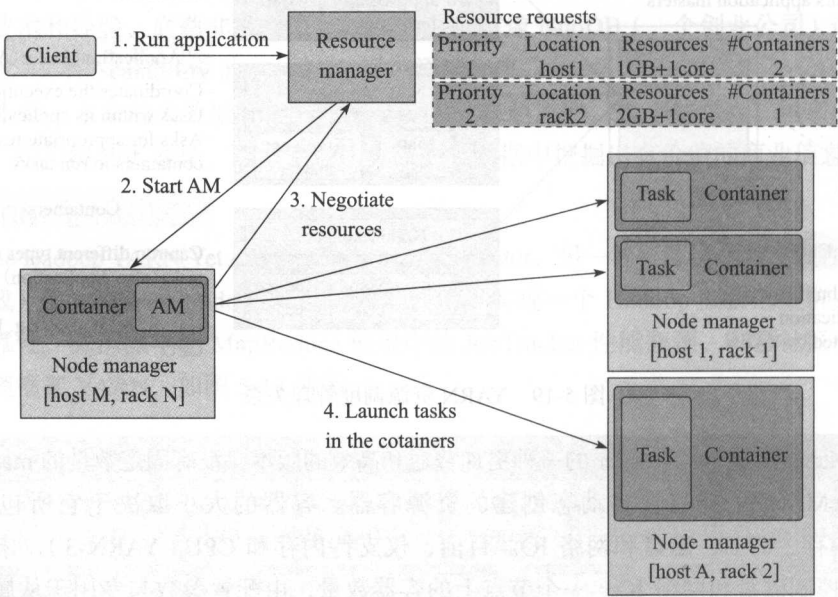 Resource requests
Priority Location Resources #Containers
1 host1 1GB+1core 2
Priority Location Resources #Containers
2 rack2 2GB+1core 1
Client
1. Run application
Resource
manager
2. Start AM
3. Negotiate
resources
Task Container
Task Container
Node manager
[host 1, rack 1]
Container AM
Node manager
[host M, rack N]
4. Launch tasks
in the cotainers
Task Container
Node manager
[host A, rack 2]